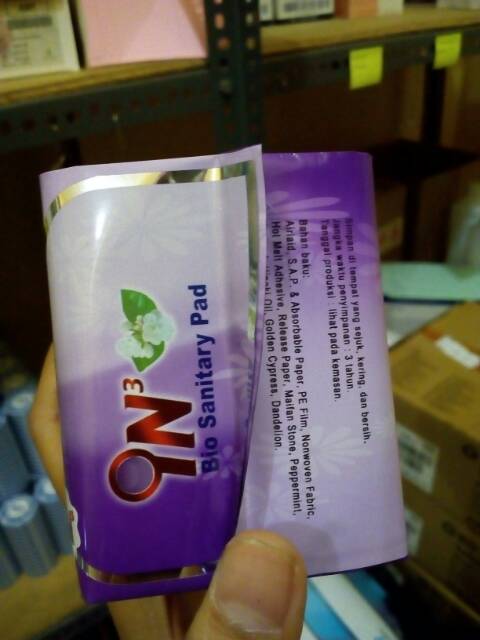 9N3
Bio Sanitary Pad
Simpan di tempat yang sejuk, kering, dan bersih.
Jangka waktu penyimpanan : 3 tahun.
Tanggal produksi : lihat pada kemasan.
Bahan baku:
Airlaid, S.A.P. & Absorbable Paper, PE Film, Nonwoven Fabric,
Hot Melt Adhesive, Release Paper, Maifan Stone, Peppermint,
Oil, Golden Cypress, Dandelion.